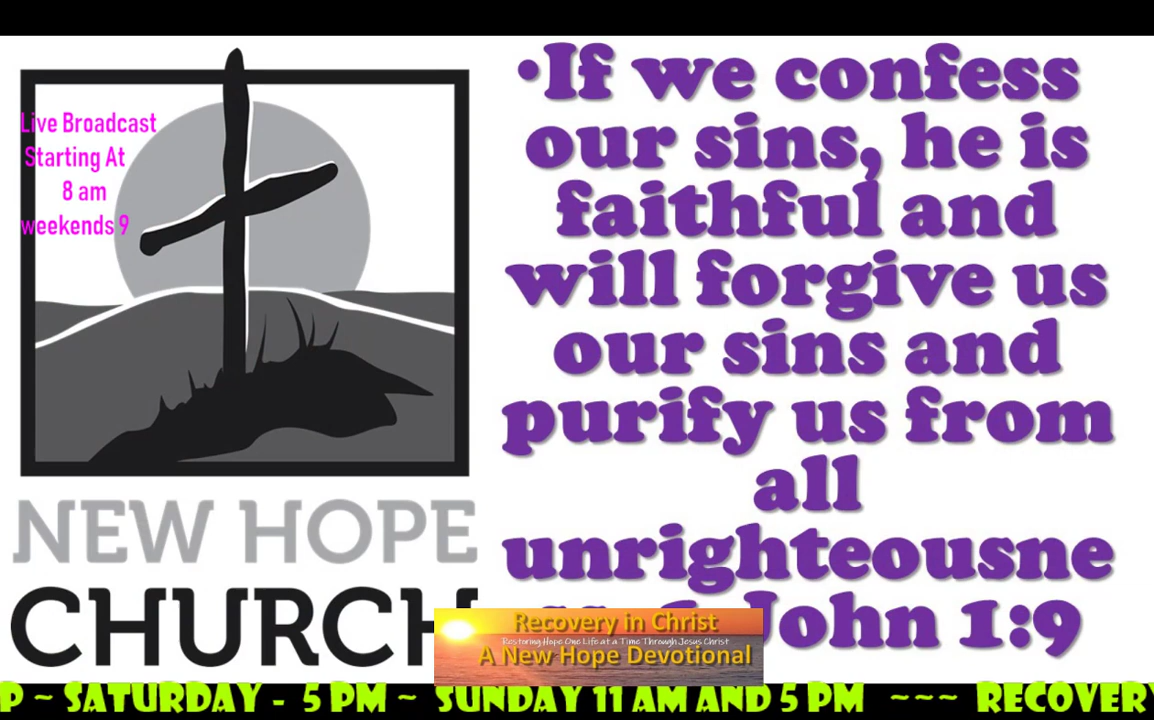 Live Broadcast
Starting At
8 am
weekends 9
NEW HOPE
CHURCH
•If we confess
our sins, he is
faithful and
will forgive us
our sins and
purify us from
all
unrighteousne
John 1:9
Recovery in Christ
Restoring Hope One Life at a Time Through Jesus Christ
A New Hope Devotional
P ~ SATURDAY - 5 PM ~ SUNDAY 11 AM AND 5 PM ~~~ RECOVERY